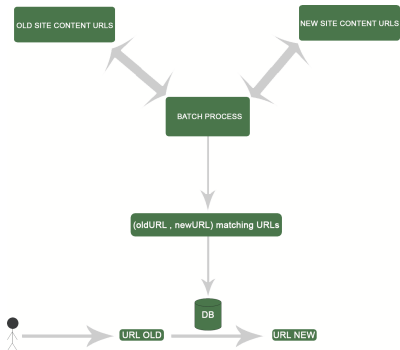 OLD SITE CONTENT URLS
NEW SITE CONTENT URLS
BATCH PROCESS
(oldURL , newURL) matching URLs
DB
URL OLD
URL NEW